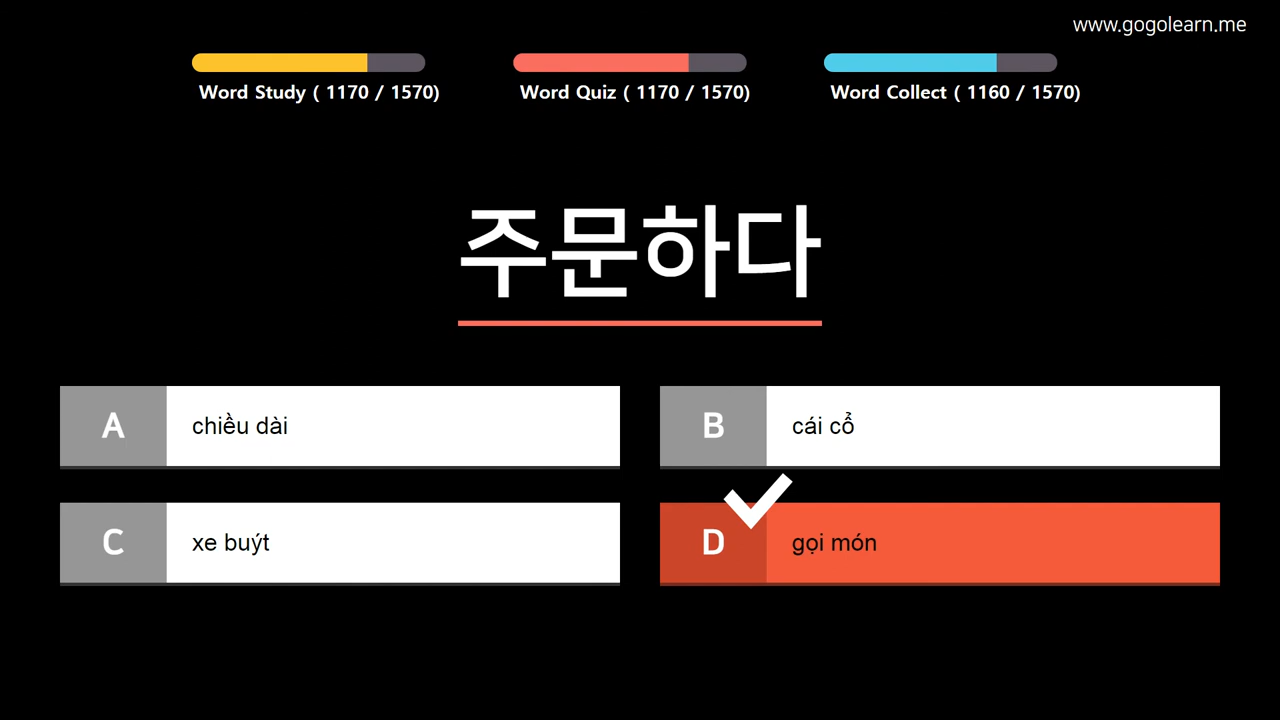 www.gogolearn.me
Word Study ( 1170 / 1570)
Word Quiz ( 1170 / 1570)
Word Collect ( 1160 / 1570)
주문하다
A
chiều dài
B
cái cổ
C
xe buýt
D
gọi món